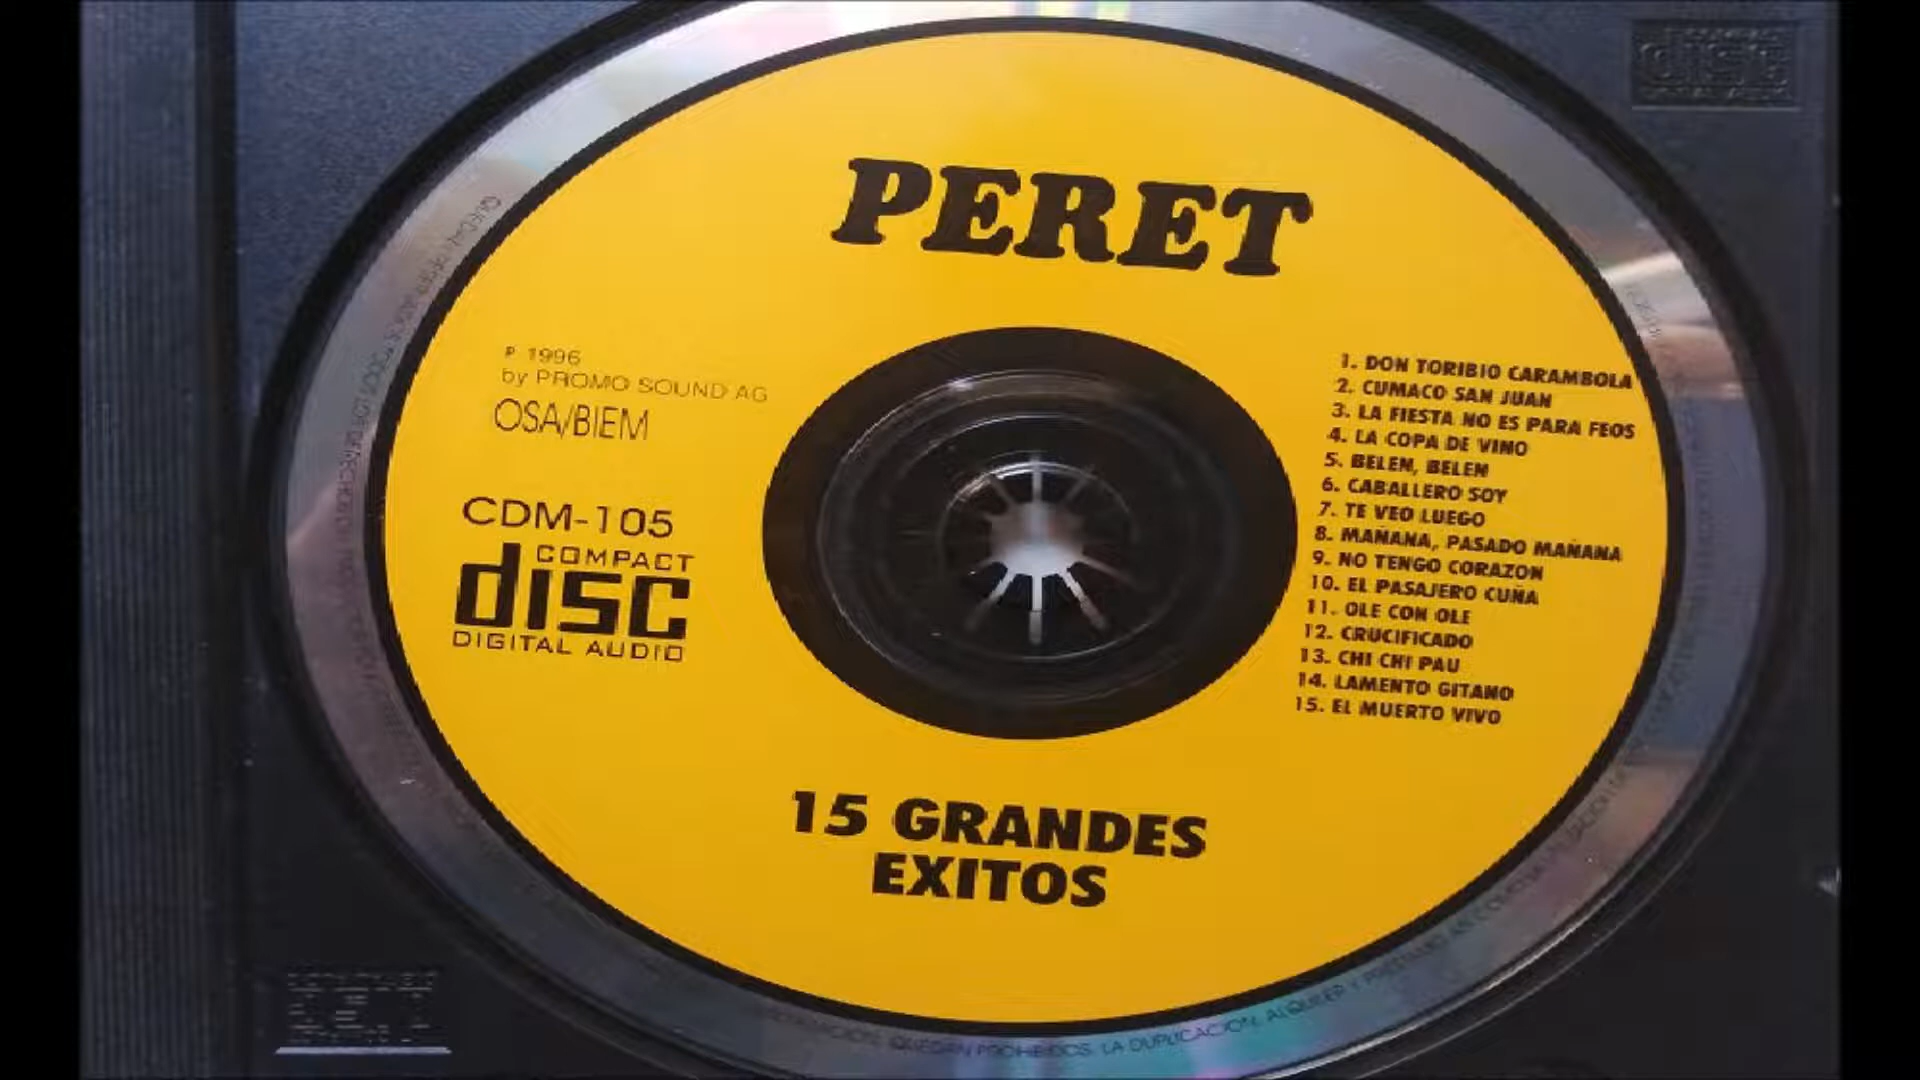 PERET
P 1996
by PROMO SOUND AG
OSA/BIEM
CDM-105
COMPACT
disc
DIGITAL AUDIO
1. DON TORIBIO CARAMBOLA
2. CUMACO SAN JUAN
3. LA FIESTA NO ES PARA FEOS
4. LA COPA DE VINO
5. BELEN, BELEN
6. CABALLERO SOY
7. TE VEO LUEGO
8. MAÑANA, PASADO MAÑANA
9. NO TENGO CORAZON
10. EL PASAJERO CUÑA
11. OLE CON OLE
12. CRUCIFICADO
13. CHI CHI PAU
14. LAMENTO GITANO
15. EL MUERTO VIVO
15 GRANDES
EXITOS
QUEDAN PROHIBIDOS. LA DUPLICACION, ALQUILER Y PRESTAMO
disc